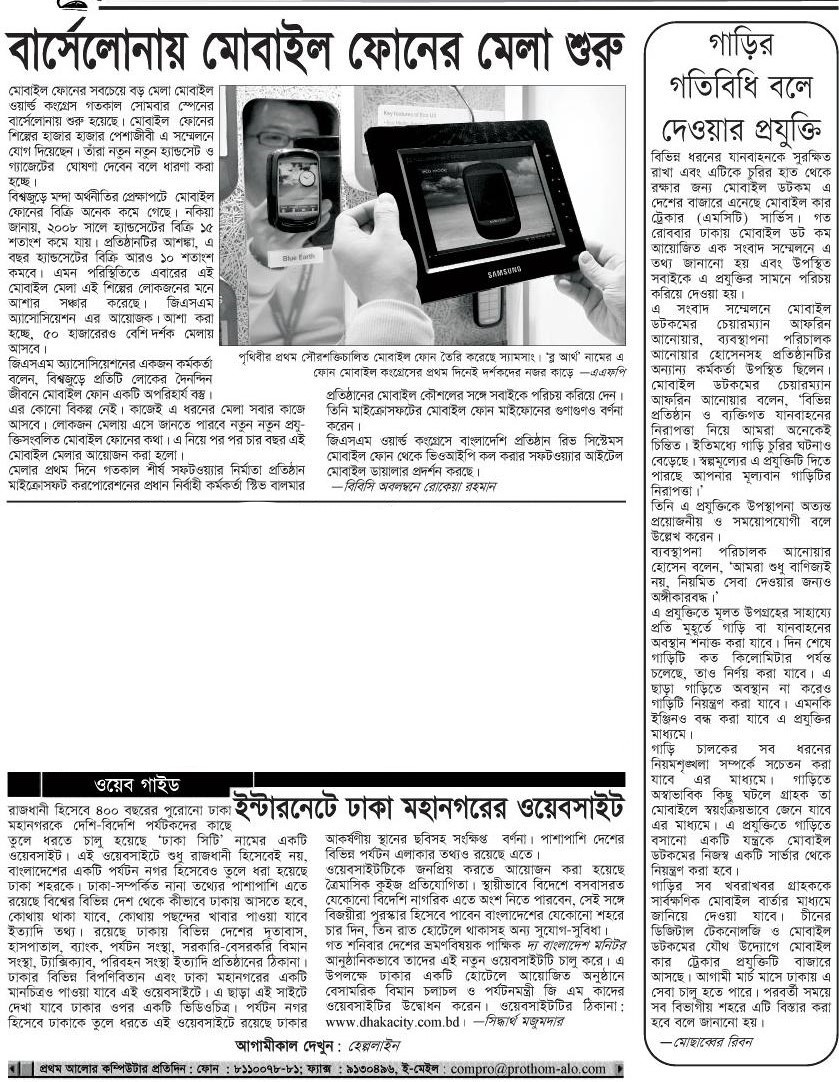 বার্সেলোনায় মোবাইল ফোনের মেলা শুরু
মোবাইল ফোনের সবচেয়ে বড় মেলা মোবাইল
ওয়ার্ল্ড কংগ্রেস গতকাল সোমবার স্পেনের
বার্সেলোনায় শুরু হয়েছে। মোবাইল ফোনের
শিল্পের হাজার হাজার পেশাজীবী এ সম্মেলনে
যোগ দিয়েছেন। তাঁরা নতুন নতুন হ্যান্ডসেট ও
গ্যাজেটের ঘোষণা দেবেন বলে ধারণা করা
হচ্ছে।
বিশ্বজুড়ে মন্দা অর্থনীতির প্রেক্ষাপটে মোবাইল
ফোনের বিক্রি অনেক কমে গেছে। নকিয়া
জানায়, ২০০৮ সালে হ্যান্ডসেটের বিক্রি ১৫
শতাংশ কমে যায়। প্রতিষ্ঠানটির আশঙ্কা, এ
বছর হ্যান্ডসেটের বিক্রি আরও ১০ শতাংশ
কমবে। এমন পরিস্থিতিতে এবারের এই
মোবাইল মেলা এই শিল্পের লোকজনের মনে
আশার সঞ্চার করেছে। জিএসএম
অ্যাসোসিয়েশন এর আয়োজক। আশা করা
হচ্ছে, ৫০ হাজারেরও বেশি দর্শক মেলায়
আসবে।
জিএসএম অ্যাসোসিয়েশনের একজন কর্মকর্তা
বলেন, বিশ্বজুড়ে প্রতিটি লোকের দৈনন্দিন
জীবনে মোবাইল ফোন একটি অপরিহার্য বস্তু।
এর কোনো বিকল্প নেই। কাজেই এ ধরনের মেলা সবার কাজে
আসবে। লোকজন মেলায় এসে জানতে পারবে নতুন নতুন প্রযু-
ক্তিসংবলিত মোবাইল ফোনের কথা। এ নিয়ে পর পর চার বছর এই
মোবাইল মেলার আয়োজন করা হলো।
মেলার প্রথম দিনে গতকাল শীর্ষ সফটওয়্যার নির্মাতা প্রতিষ্ঠান
মাইক্রোসফট করপোরেশনের প্রধান নির্বাহী কর্মকর্তা স্টিভ বালমার
Key features of Blue Earth
Blue Earth
SAMSUNG
পৃথিবীর প্রথম সৌরশক্তিচালিত মোবাইল ফোন তৈরি করেছে স্যামসাং। 'ব্লু আর্থ' নামের এ
ফোন মোবাইল কংগ্রেসের প্রথম দিনেই দর্শকদের নজর কাড়ে —এএফপি
প্রতিষ্ঠানের মোবাইল কৌশলের সঙ্গে সবাইকে পরিচয় করিয়ে দেন।
তিনি মাইক্রোসফটের মোবাইল ফোন মাইফোনের গুণাগুণও বর্ণনা
করেন।
জিএসএম ওয়ার্ল্ড কংগ্রেসে বাংলাদেশি প্রতিষ্ঠান রিভ সিস্টেমস
মোবাইল ফোন থেকে ভিওআইপি কল করার সফটওয়্যার আইটেল
মোবাইল ডায়ালার প্রদর্শন করছে।
—বিবিসি অবলম্বনে রোকেয়া রহমান
গাড়ির
গতিবিধি বলে
দেওয়ার প্রযুক্তি
বিভিন্ন ধরনের যানবাহনকে সুরক্ষিত
রাখা এবং এটিকে চুরির হাত থেকে
রক্ষার জন্য মোবাইল ডটকম এ
দেশের বাজারে এনেছে মোবাইল কার
ট্রেকার (এমসিটি) সার্ভিস। গত
রোববার ঢাকায় মোবাইল ডট কম
আয়োজিত এক সংবাদ সম্মেলনে এ
তথ্য জানানো হয় এবং উপস্থিত
সবাইকে এ প্রযুক্তির সামনে পরিচয়
করিয়ে দেওয়া হয়।
এ সংবাদ সম্মেলনে মোবাইল
ডটকমের চেয়ারম্যান আফরিন
আনোয়ার, ব্যবস্থাপনা পরিচালক
আনোয়ার হোসেনসহ প্রতিষ্ঠানটির
অন্যান্য কর্মকর্তা উপস্থিত ছিলেন।
মোবাইল ডটকমের চেয়ারম্যান
আফরিন আনোয়ার বলেন, 'বিভিন্ন
প্রতিষ্ঠান ও ব্যক্তিগত যানবাহনের
নিরাপত্তা নিয়ে আমরা অনেকেই
চিন্তিত। ইতিমধ্যে গাড়ি চুরির ঘটনাও
বেড়েছে। স্বল্পমূল্যের এ প্রযুক্তিটি দিতে
পারছে আপনার মূল্যবান গাড়িটির
নিরাপত্তা।'
তিনি এ প্রযুক্তিকে উপস্থাপনা অত্যন্ত
প্রয়োজনীয় ও সময়োপযোগী বলে
উল্লেখ করেন।
ব্যবস্থাপনা পরিচালক আনোয়ার
হোসেন বলেন, 'আমরা শুধু বাণিজ্যই
নয়, নিয়মিত সেবা দেওয়ার জন্যও
অঙ্গীকারবদ্ধ।'
এ প্রযুক্তিতে মূলত উপগ্রহের সাহায্যে
প্রতি মুহূর্তে গাড়ি বা যানবাহনের
অবস্থান শনাক্ত করা যাবে। দিন শেষে
গাড়িটি কত কিলোমিটার পর্যন্ত
চলেছে, তাও নির্ণয় করা যাবে। এ
ছাড়া গাড়িতে অবস্থান না করেও
গাড়িটি নিয়ন্ত্রণ করা যাবে। এমনকি
ইঞ্জিনও বন্ধ করা যাবে এ প্রযুক্তির
মাধ্যমে।
গাড়ি চালকের সব ধরনের
নিয়মশৃঙ্খলা সম্পর্কে সচেতন করা
যাবে এর মাধ্যমে। গাড়িতে
অস্বাভাবিক কিছু ঘটলে গ্রাহক তা
মোবাইলে স্বয়ংক্রিয়ভাবে জেনে যাবে
এর মাধ্যমে। এ প্রযুক্তিতে গাড়িতে
বসানো একটি যন্ত্রকে মোবাইল
ডটকমের নিজস্ব একটি সার্ভার থেকে
নিয়ন্ত্রণ করা হবে।
গাড়ির সব খবরাখবর গ্রাহককে
সার্বক্ষণিক মোবাইল বার্তার মাধ্যমে
জানিয়ে দেওয়া যাবে। চীনের
ডিজিটাল টেকনোলজি ও মোবাইল
ডটকমের যৌথ উদ্যোগে মোবাইল
কার ট্রেকার প্রযুক্তিটি বাজারে
আসছে। আগামী মার্চ মাসে ঢাকায় এ
সেবা চালু হতে পারে। পরবর্তী সময়ে
সব বিভাগীয় শহরে এটি বিস্তার করা
হবে বলে জানানো হয়।
—মোছাব্বের রিবন
ওয়েব গাইড
ইন্টারনেটে ঢাকা মহানগরের ওয়েবসাইট
রাজধানী হিসেবে ৪০০ বছরের পুরোনো ঢাকা
মহানগরকে দেশি-বিদেশি পর্যটকদের কাছে
তুলে ধরতে চালু হয়েছে 'ঢাকা সিটি' নামের একটি
ওয়েবসাইট। এই ওয়েবসাইটে শুধু রাজধানী হিসেবেই নয়,
বাংলাদেশের একটি পর্যটন নগর হিসেবেও তুলে ধরা হয়েছে
ঢাকা শহরকে। ঢাকা-সম্পর্কিত নানা তথ্যের পাশাপাশি এতে
রয়েছে বিশ্বের বিভিন্ন দেশ থেকে কীভাবে ঢাকায় আসতে হবে,
কোথায় থাকা যাবে, কোথায় পছন্দের খাবার পাওয়া যাবে
ইত্যাদি তথ্য। রয়েছে ঢাকায় বিভিন্ন দেশের দূতাবাস,
হাসপাতাল, ব্যাংক, পর্যটন সংস্থা, সরকারি-বেসরকারি বিমান
সংস্থা, ট্যাক্সিক্যাব, পরিবহন সংস্থা ইত্যাদি প্রতিষ্ঠানের ঠিকানা।
ঢাকার বিভিন্ন বিপণিবিতান এবং ঢাকা মহানগরের একটি
মানচিত্রও পাওয়া যাবে এই ওয়েবসাইটে। এ ছাড়া এই সাইটে
দেখা যাবে ঢাকার ওপর একটি ভিডিওচিত্র। পর্যটন নগর
হিসেবে ঢাকাকে তুলে ধরতে এই ওয়েবসাইটে রয়েছে ঢাকার
আকর্ষণীয় স্থানের ছবিসহ সংক্ষিপ্ত বর্ণনা। পাশাপাশি দেশের
বিভিন্ন পর্যটন এলাকার তথ্যও রয়েছে এতে।
ওয়েবসাইটটিকে জনপ্রিয় করতে আয়োজন করা হয়েছে
ত্রৈমাসিক কুইজ প্রতিযোগিতা। স্থায়ীভাবে বিদেশে বসবাসরত
যেকোনো বিদেশি নাগরিক এতে অংশ নিতে পারবেন, সেই সঙ্গে
বিজয়ীরা পুরস্কার হিসেবে পাবেন বাংলাদেশের যেকোনো শহরে
চার দিন, তিন রাত হোটেলে থাকাসহ অন্য সুযোগ-সুবিধা।
গত শনিবার দেশের ভ্রমণবিষয়ক পাক্ষিক দ্য বাংলাদেশ মনিটর
আনুষ্ঠানিকভাবে তাদের এই নতুন ওয়েবসাইটটি চালু করে। এ
উপলক্ষে ঢাকার একটি হোটেলে আয়োজিত অনুষ্ঠানে
বেসামরিক বিমান চলাচল ও পর্যটনমন্ত্রী জি এম কাদের
ওয়েবসাইটির উদ্বোধন করেন। ওয়েবসাইটটির ঠিকানা:
www.dhakacity.com.bd। —সিদ্ধার্থ মজুমদার
আগামীকাল দেখুন : হেল্পলাইন
প্রথম আলোর কম্পিউটার প্রতিদিন : ফোন : ৮১১০০৭৮-৮১; ফ্যাক্স : ৯১৩০৪৯৬, ই-মেইল : compro@prothom-alo.com